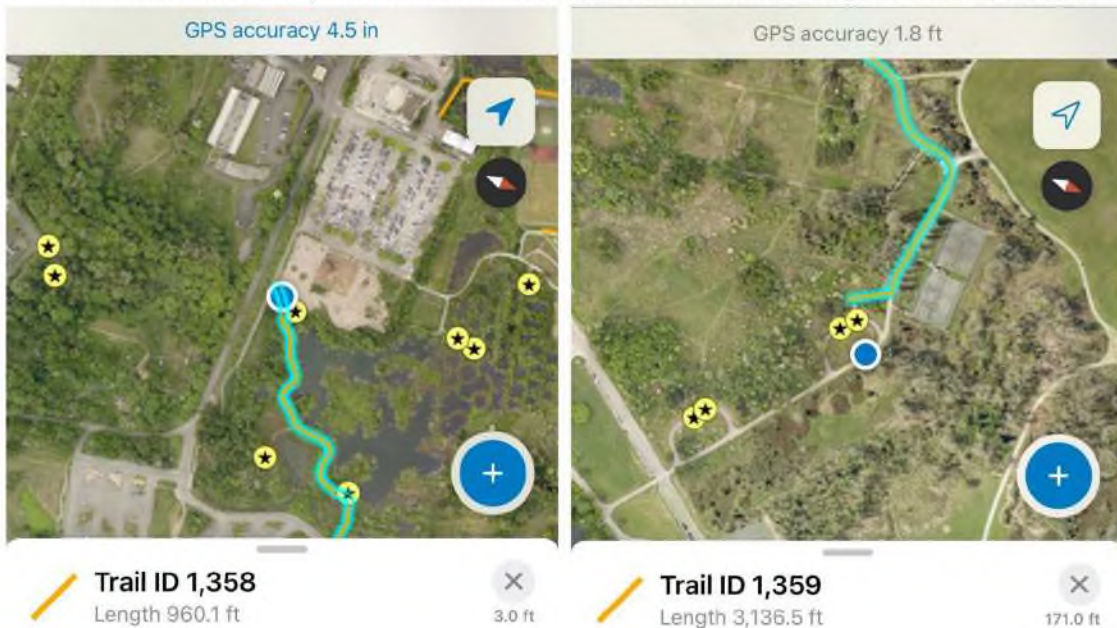 GPS accuracy 4.5 in
Trail ID 1,358
Length 960.1 ft
3.0 ft
GPS accuracy 1.8 ft
Trail ID 1,359
Length 3,136.5 ft
171.0 ft